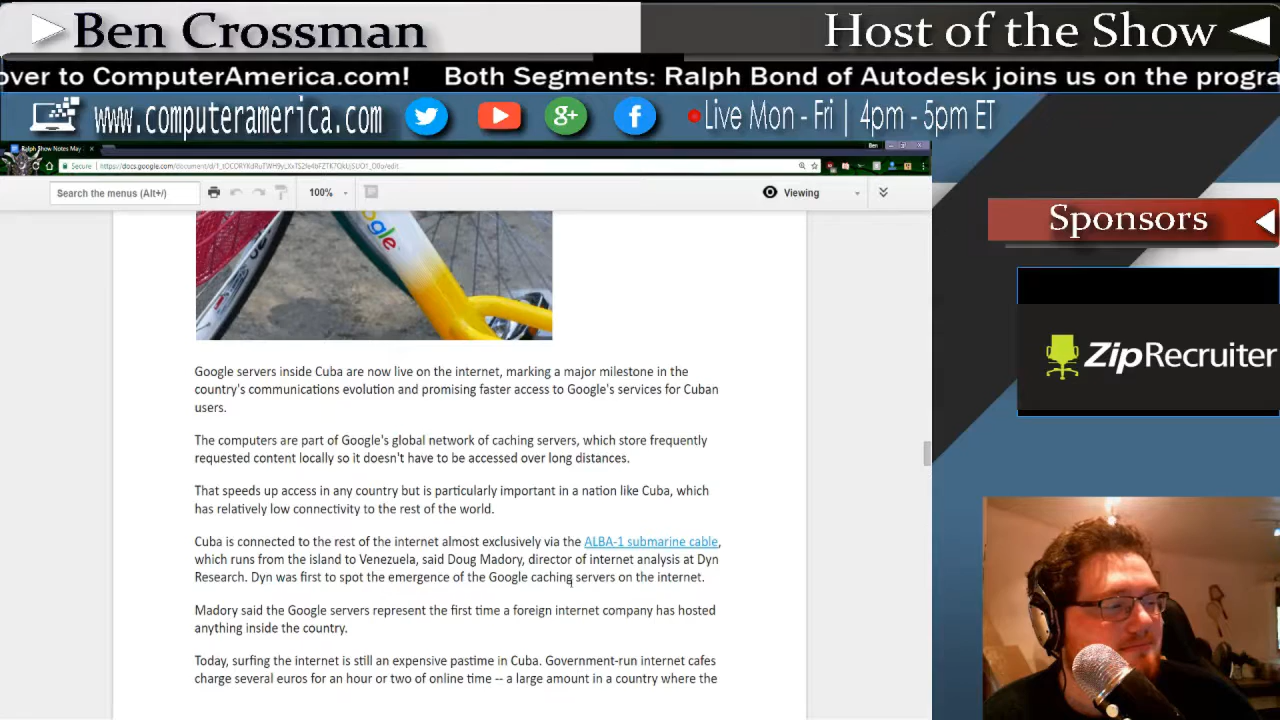 Ben Crossman
Host of the Show
over to ComputerAmerica.com! Both Segments: Ralph Bond of Autodesk joins us on the progra
www.computeramerica.com
g+
f
Live Mon - Fri | 4pm - 5pm ET
Ralph Show Notes May
Ben
Secure
Search the menus (Alt+/)
100%
Viewing
Sponsors
ogle
ZipRecruiter
Google servers inside Cuba are now live on the internet, marking a major milestone in the
country's communications evolution and promising faster access to Google's services for Cuban
users.
The computers are part of Google's global network of caching servers, which store frequently
requested content locally so it doesn't have to be accessed over long distances.
That speeds up access in any country but is particularly important in a nation like Cuba, which
has relatively low connectivity to the rest of the world.
Cuba is connected to the rest of the internet almost exclusively via the ALBA-1 submarine cable,
which runs from the island to Venezuela, said Doug Madory, director of internet analysis at Dyn
Research. Dyn was first to spot the emergence of the Google caching servers on the internet.
Madory said the Google servers represent the first time a foreign internet company has hosted
anything inside the country.
Today, surfing the internet is still an expensive pastime in Cuba. Government-run internet cafes
charge several euros for an hour or two of online time -- a large amount in a country where the